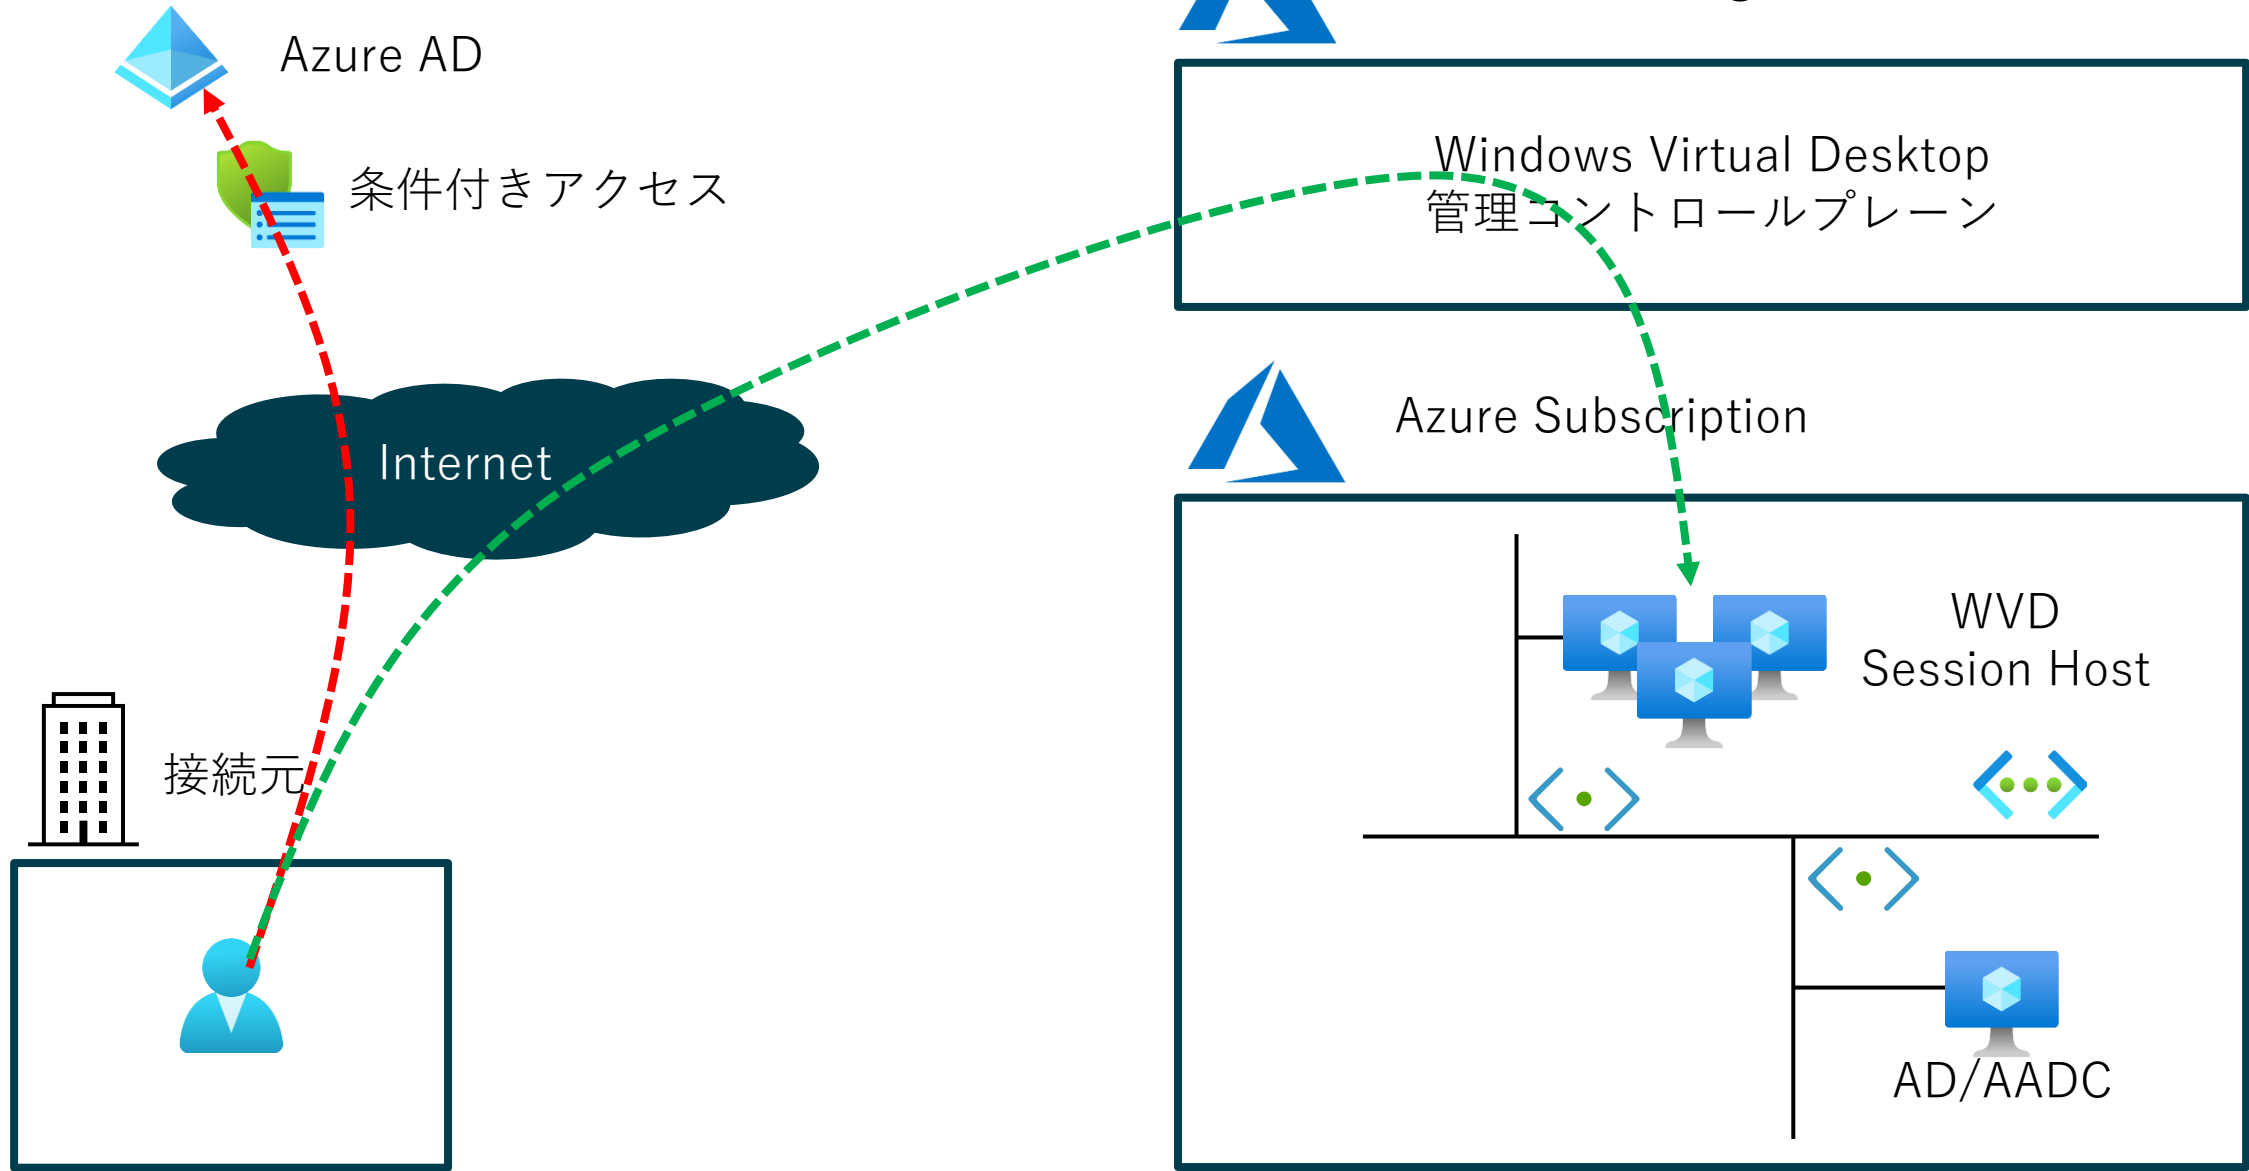 Azure AD
条件付きアクセス
Windows Virtual Desktop
管理コントロールプレーン
Internet
Azure Subscription
WVD
Session Host
接続元
AD/AADC